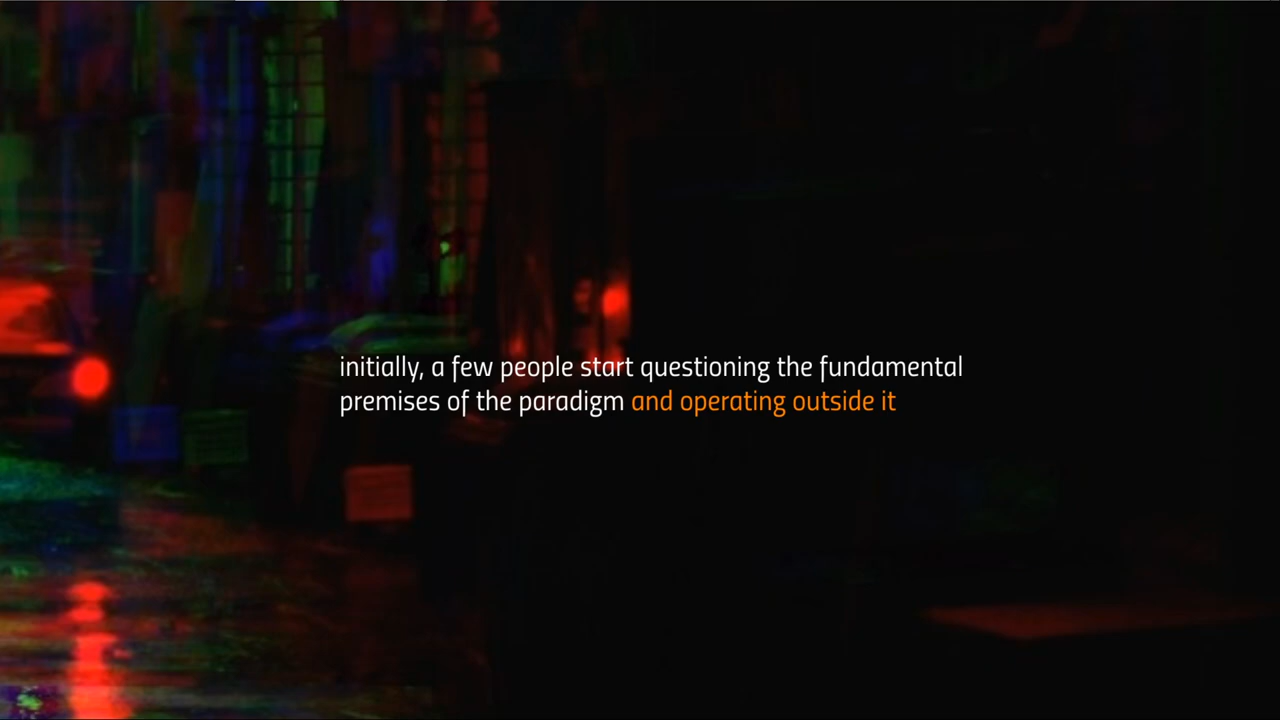 initially, a few people start questioning the fundamental
premises of the paradigm and operating outside it